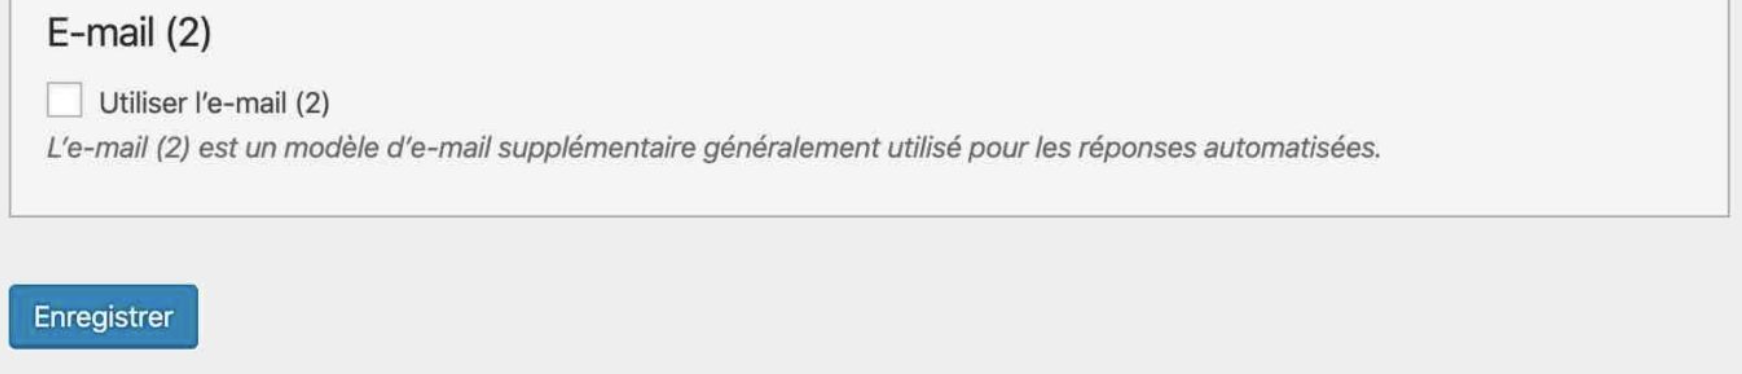 E-mail (2)
Utiliser l’e-mail (2)
L’e-mail (2) est un modèle d’e-mail supplémentaire généralement utilisé pour les réponses automatisées.
Enregistrer